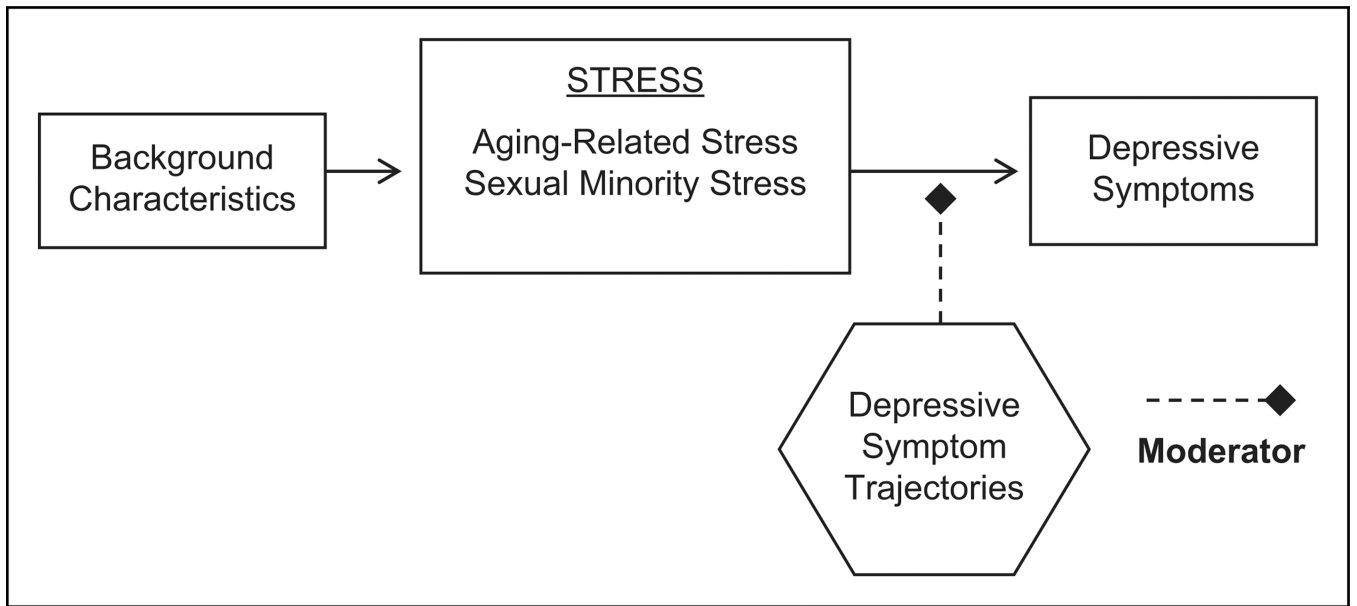 Background
Characteristics
STRESS
Aging-Related Stress
Sexual Minority Stress
Depressive
Symptoms
Depressive
Symptom
Trajectories
Moderator